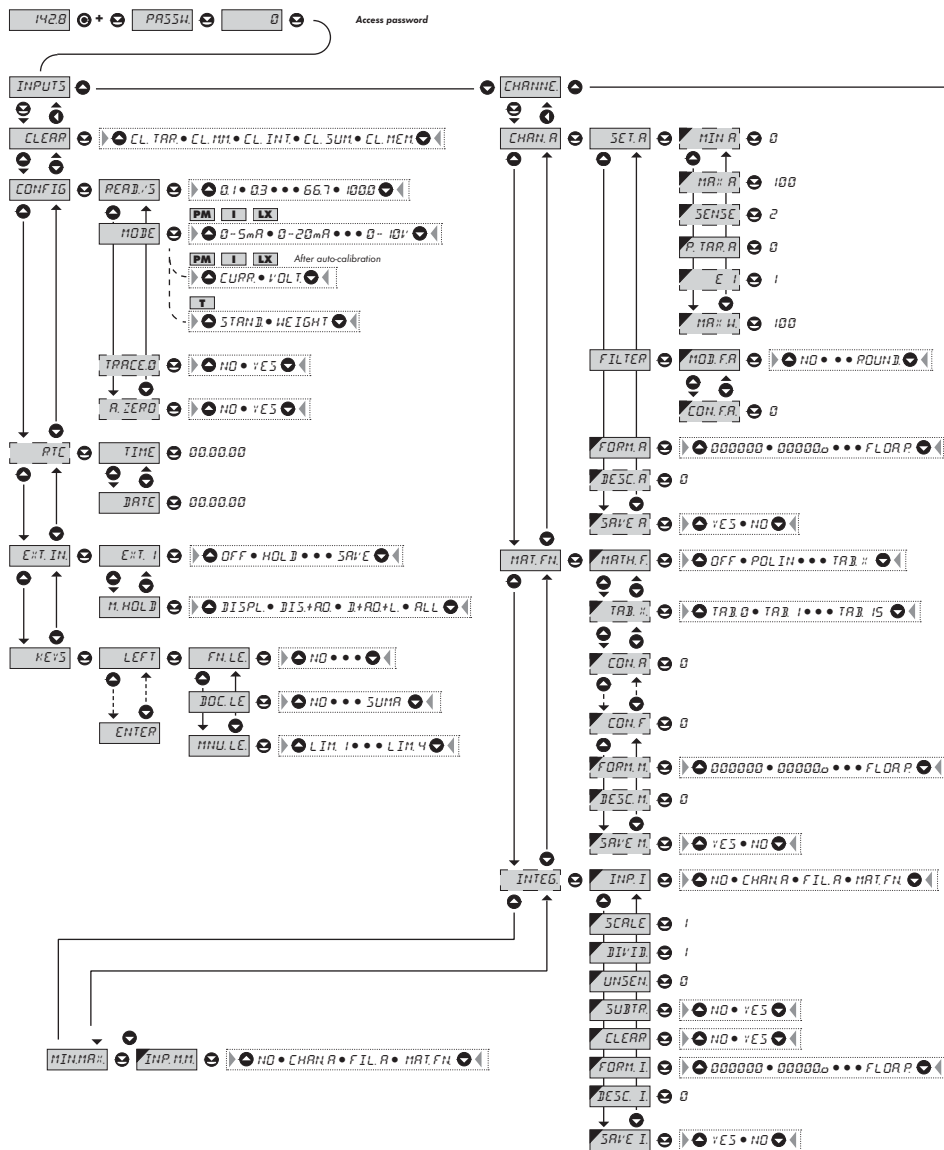 142.8 + PASSW. 0 Access password
INPUTS
CLEAR CL. TAR. • CL. MM. • CL. INT. • CL. SUM. • CL. MEM.
CONFIG READ./S 0.1 • 0.3 • • • 66.7 • 100.0
PM I LX
MODE 0-5mA • 0-20mA • • • 0-10V
PM I LX After auto-calibration
CURR. • VOLT.
T
STAND. • WEIGHT
TRACE.0 NO • YES
A. ZERO NO • YES
RTC TIME 00.00.00
DATE 00.00.00
EXT. IN. EXT. 1 OFF • HOLD • • • SAVE
M. HOLD DISPL. • DIS.+AO. • D.+AO.+L. • ALL
KEYS LEFT FN. LE. NO • • •
DOC. LE NO • • • SUMA
ENTER
MNU. LE. LIM. 1 • • • LIM. 4
MIN.MAX. INP. M.M. NO • CHAN.A • FIL. A • MAT. FN.
CHANNE.
CHAN. A SET. A MIN. A 0
MAX A 100
SENSE 2
P. TAR. A 0
E 1 1
MAX W. 100
FILTER MOD. F.A NO • • • ROUND.
CON. F.A. 0
FORM. A 000000 • 00000.o • • • FLOA P.
DESC. A 0
SAVE A YES • NO
MAT. FN. MATH. F. OFF • POLIN • • • TAB. X
TAB. X. TAB. 0 • TAB. 1 • • • TAB. 15
CON. A 0
CON. F 0
FORM. M. 000000 • 00000.o • • • FLOA P.
DESC. M. 0
SAVE M. YES • NO
INTEG. INP. I NO • CHAN.A • FIL. A • MAT. FN.
SCALE 1
DIVID. 1
UNSEN. 0
SUBTR. NO • YES
CLEAR NO • YES
FORM. I. 000000 • 00000.o • • • FLOA P.
DESC. I. 0
SAVE I. YES • NO